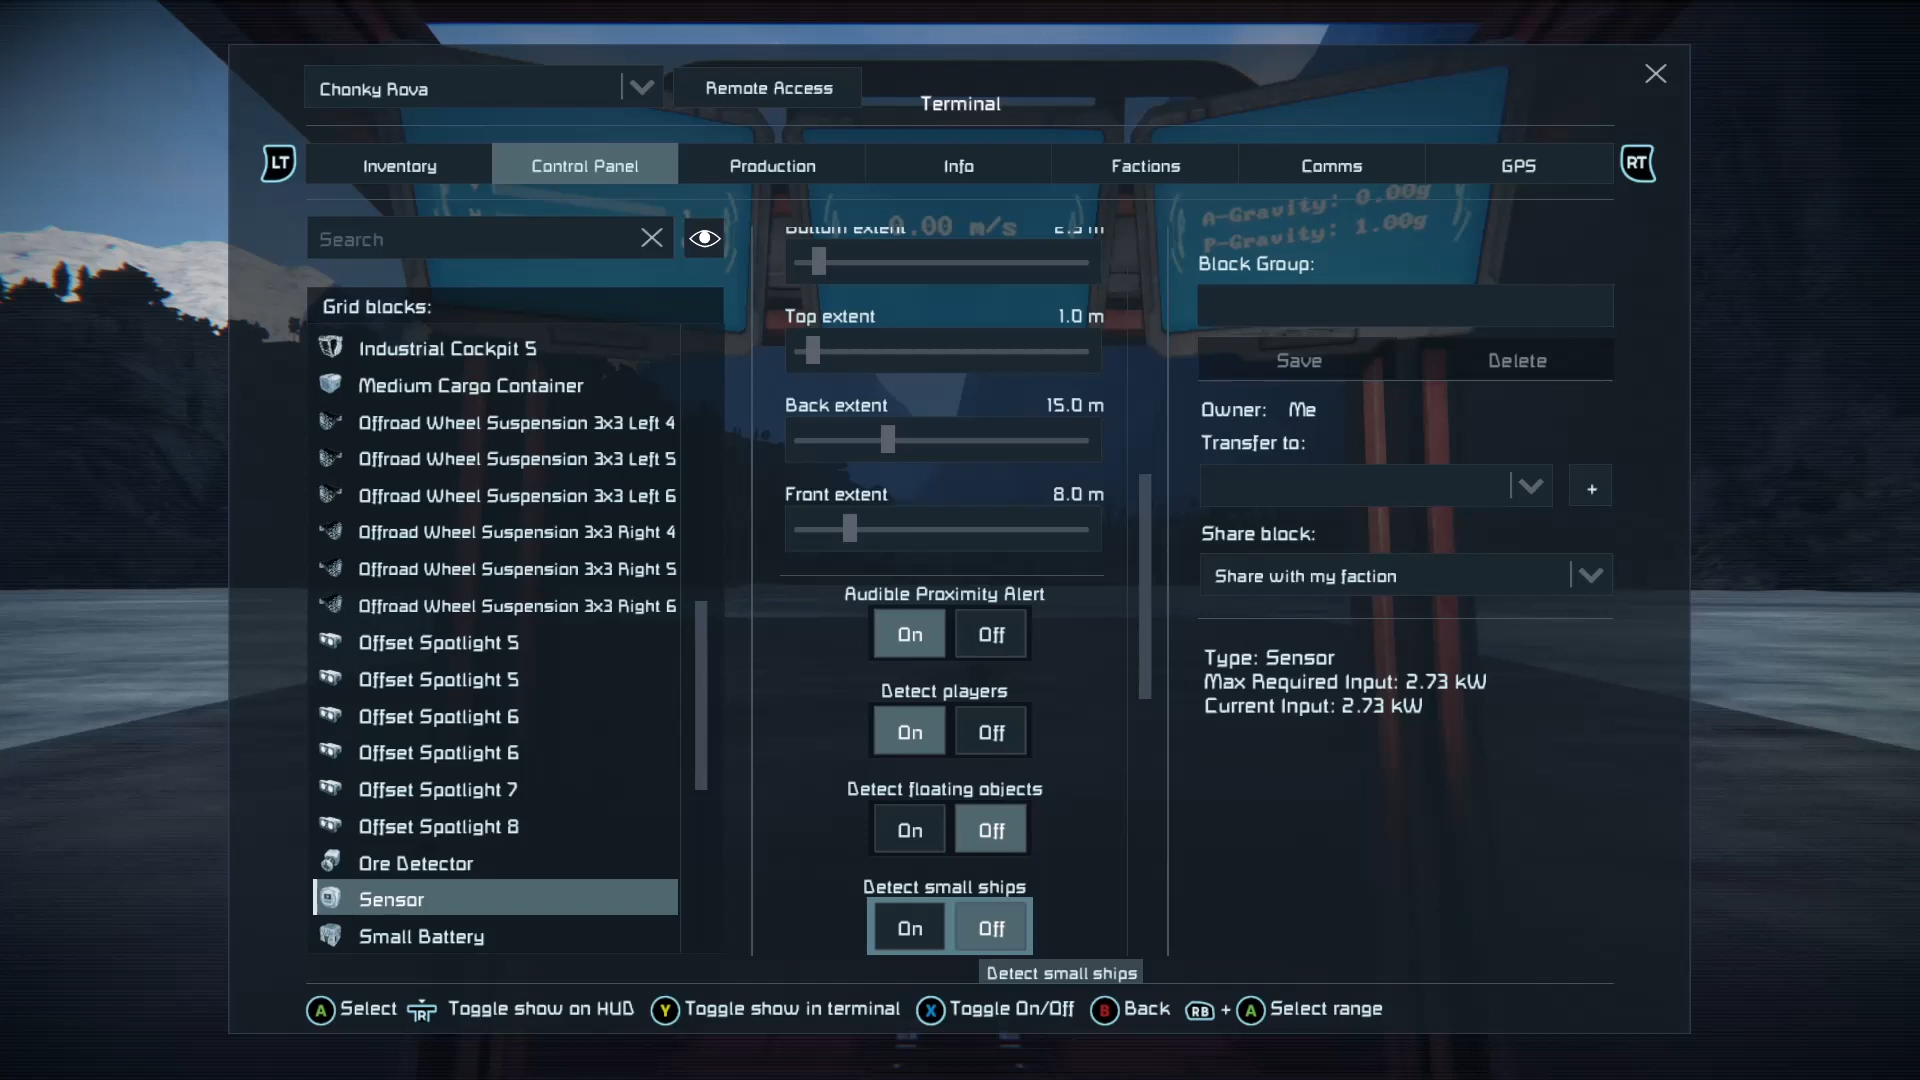 Chonky Rova
Remote Access
Terminal
LT
Inventory
Control Panel
Production
Info
Factions
Comms
GPS
RT
Search
0.00 m/s
A-Gravity: 0.00g
P-Gravity: 1.00g
Grid blocks:
Industrial Cockpit 5
Medium Cargo Container
Offroad Wheel Suspension 3x3 Left 4
Offroad Wheel Suspension 3x3 Left 5
Offroad Wheel Suspension 3x3 Left 6
Offroad Wheel Suspension 3x3 Right 4
Offroad Wheel Suspension 3x3 Right 5
Offroad Wheel Suspension 3x3 Right 6
Offset Spotlight 5
Offset Spotlight 5
Offset Spotlight 6
Offset Spotlight 6
Offset Spotlight 7
Offset Spotlight 8
Ore Detector
Sensor
Small Battery
Bottom extent 2.5 m
Top extent 1.0 m
Back extent 15.0 m
Front extent 8.0 m
Audible Proximity Alert
On Off
Detect players
On Off
Detect floating objects
On Off
Detect small ships
On Off
Detect small ships
Block Group:
Save Delete
Owner: Me
Transfer to:
+
Share block:
Share with my faction
Type: Sensor
Max Required Input: 2.73 kW
Current Input: 2.73 kW
A Select R Toggle show on HUD Y Toggle show in terminal X Toggle On/Off B Back RB + A Select range